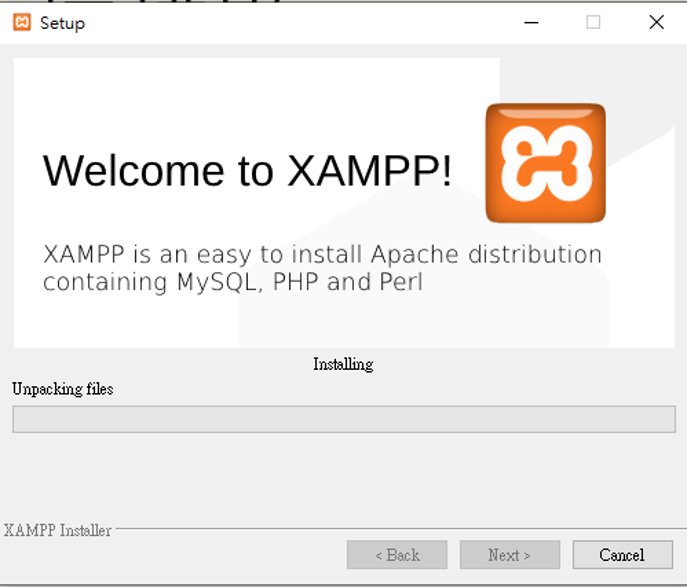 Setup
Welcome to XAMPP!
XAMPP is an easy to install Apache distribution
containing MySQL, PHP and Perl
Installing
Unpacking files
XAMPP Installer
< Back
Next >
Cancel